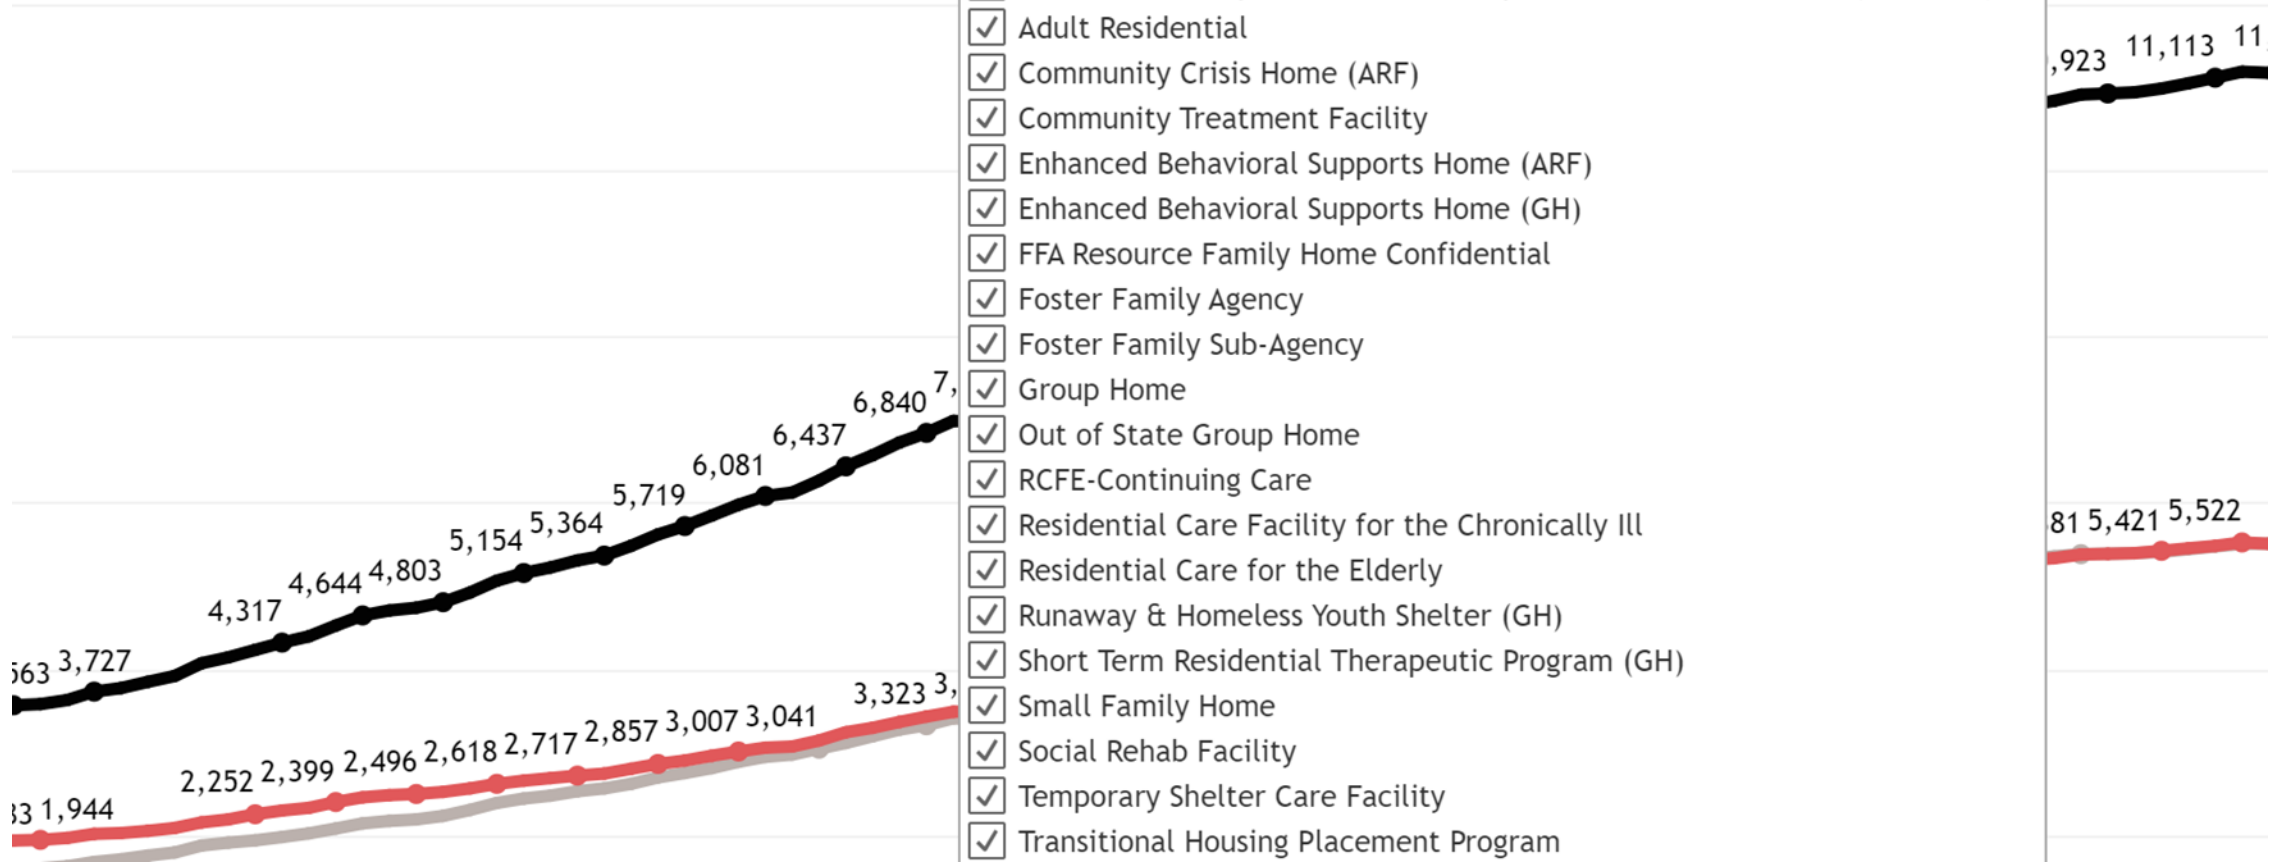 Adult Residential
Community Crisis Home (ARF)
Community Treatment Facility
Enhanced Behavioral Supports Home (ARF)
Enhanced Behavioral Supports Home (GH)
FFA Resource Family Home Confidential
Foster Family Agency
Foster Family Sub-Agency
Group Home
Out of State Group Home
RCFE-Continuing Care
Residential Care Facility for the Chronically Ill
Residential Care for the Elderly
Runaway & Homeless Youth Shelter (GH)
Short Term Residential Therapeutic Program (GH)
Small Family Home
Social Rehab Facility
Temporary Shelter Care Facility
Transitional Housing Placement Program
3,727
4,317
4,644
4,803
5,154
5,364
5,719
6,081
6,437
6,840
7,
1,944
2,252
2,399
2,496
2,618
2,717
2,857
3,007
3,041
3,323
3,
,923
11,113
11
81
5,421
5,522